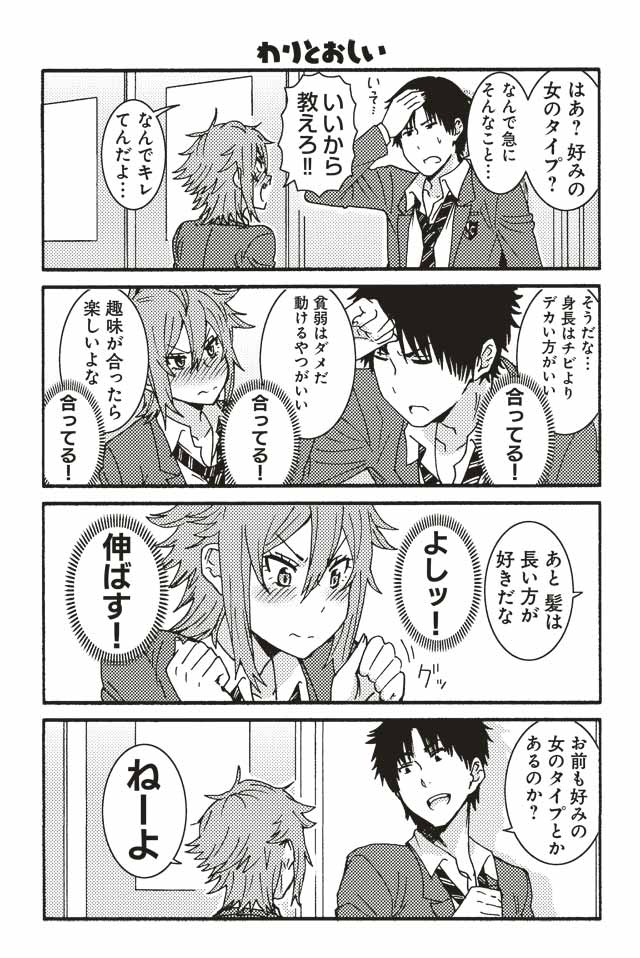 わりとおしい
はあ？好みの
女のタイプ？
なんで急に
そんなこと…
いって…
いいから
教えろ!!
なんでキレ
てんだよ…
そうだな…
身長はチビより
デカい方がいい
合ってる！
貧弱はダメだ
動けるやつがいい
合ってる！
趣味が合ったら
楽しいよな
合ってる！
あと 髪は
長い方が
好きだな
よしッ！
グッ
伸ばす！
お前も好みの
女のタイプとか
あるのか？
ねーよ